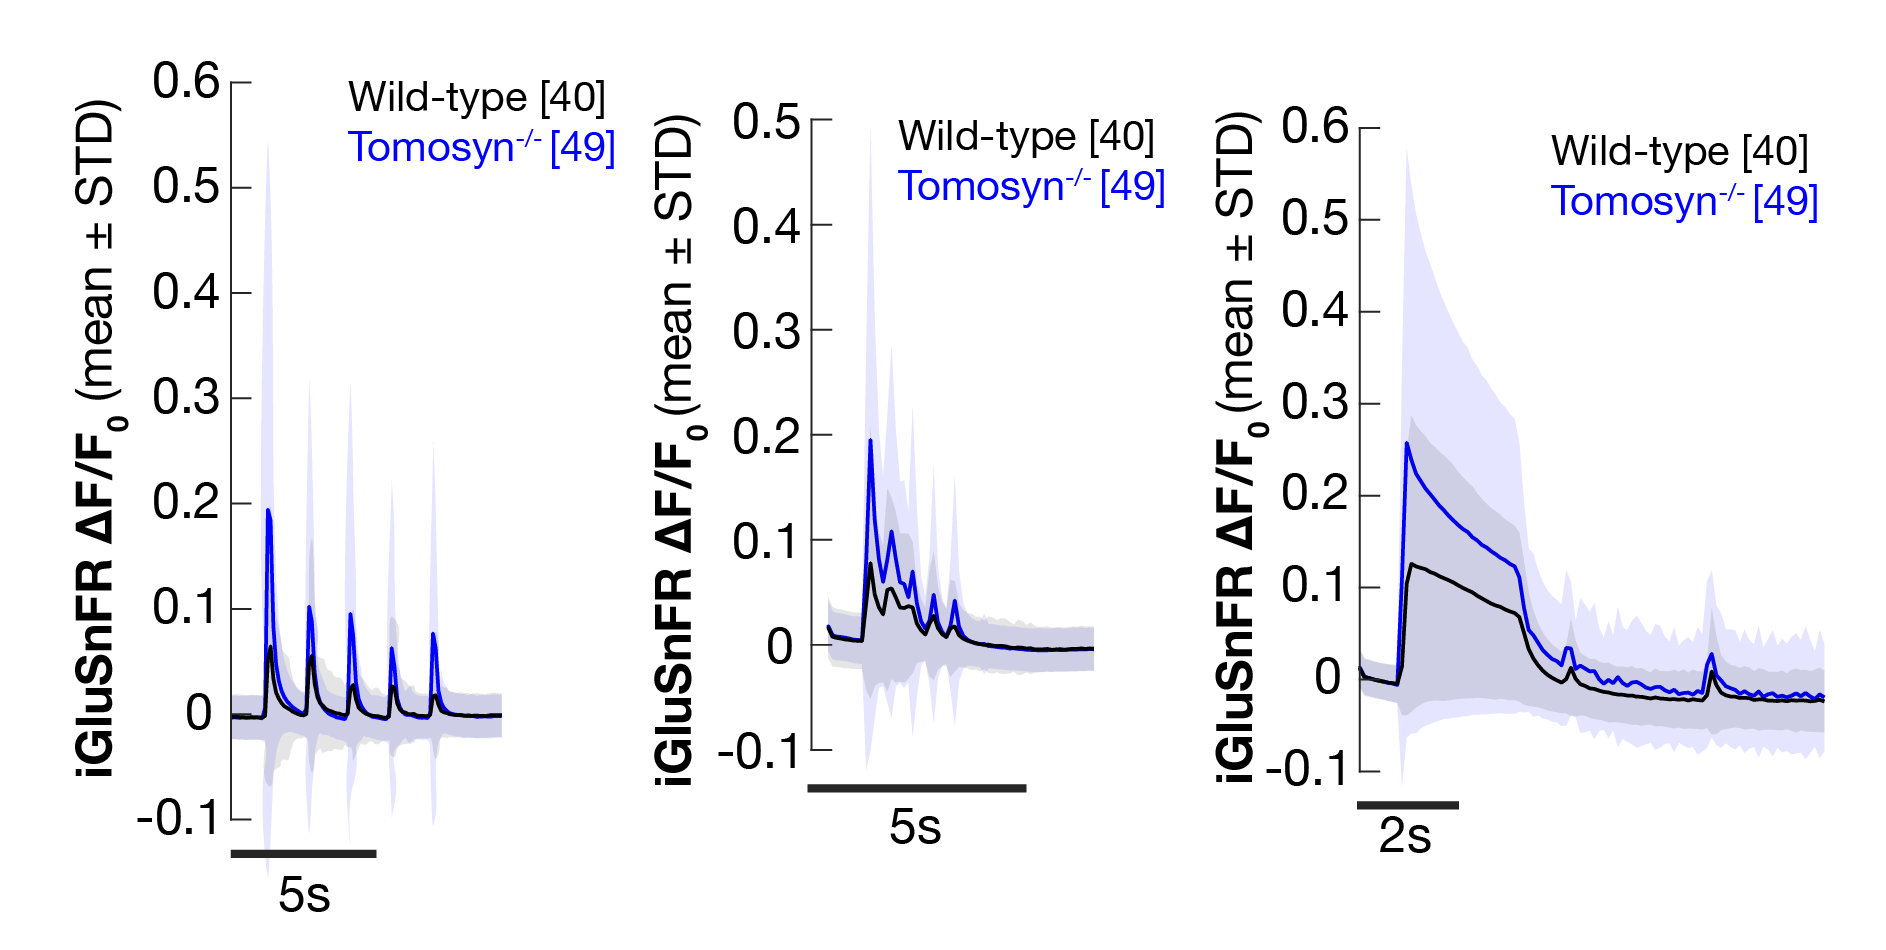 iGluSnFR ΔF/F0 (mean ± STD)
0.6
0.5
0.4
0.3
0.2
0.1
0
-0.1
Wild-type [40]
Tomosyn-/- [49]
5s
iGluSnFR ΔF/F0 (mean ± STD)
0.5
0.4
0.3
0.2
0.1
0
-0.1
Wild-type [40]
Tomosyn-/- [49]
5s
iGluSnFR ΔF/F0 (mean ± STD)
0.6
0.5
0.4
0.3
0.2
0.1
0
-0.1
Wild-type [40]
Tomosyn-/- [49]
2s